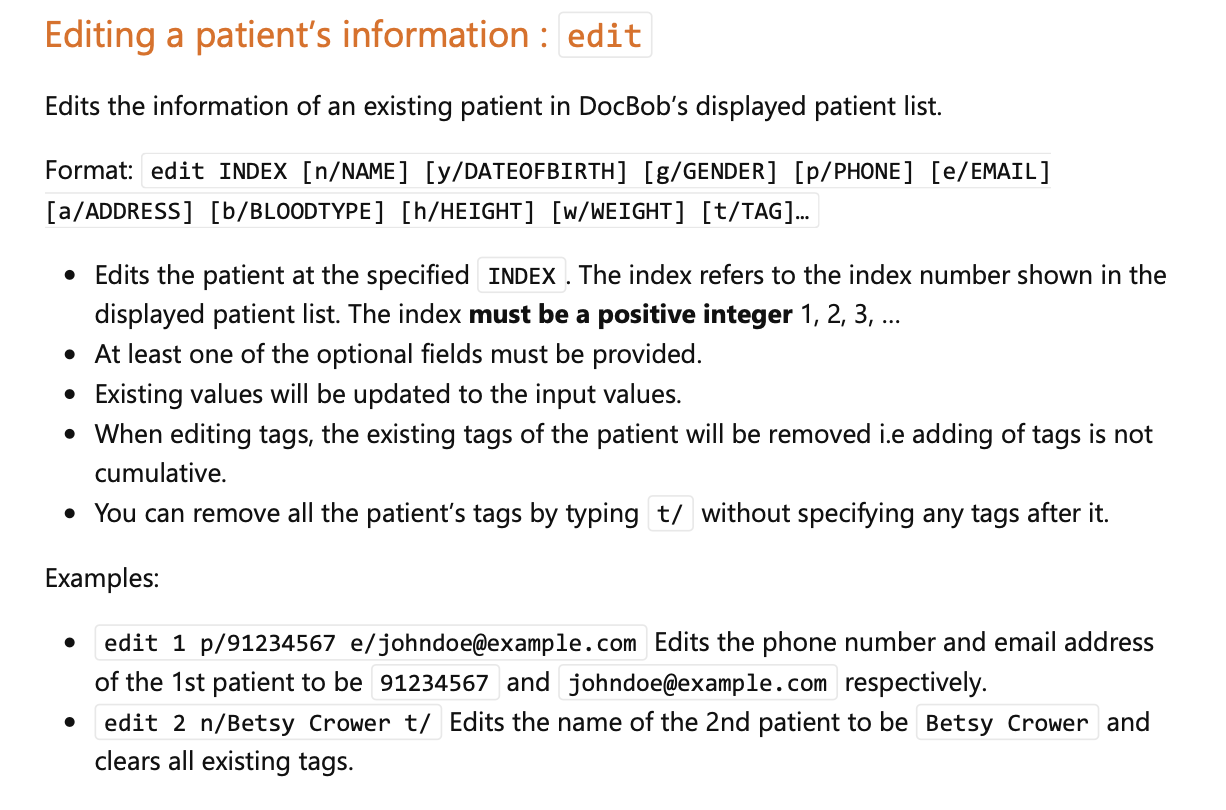 Editing a patient’s information : edit
Edits the information of an existing patient in DocBob’s displayed patient list.
Format: edit INDEX [n/NAME] [y/DATEOFBIRTH] [g/GENDER] [p/PHONE] [e/EMAIL]
[a/ADDRESS] [b/BLOODTYPE] [h/HEIGHT] [w/WEIGHT] [t/TAG]…
• Edits the patient at the specified INDEX. The index refers to the index number shown in the
displayed patient list. The index must be a positive integer 1, 2, 3, …
• At least one of the optional fields must be provided.
• Existing values will be updated to the input values.
• When editing tags, the existing tags of the patient will be removed i.e adding of tags is not
cumulative.
• You can remove all the patient’s tags by typing t/ without specifying any tags after it.
Examples:
• edit 1 p/91234567 e/johndoe@example.com Edits the phone number and email address
of the 1st patient to be 91234567 and johndoe@example.com respectively.
• edit 2 n/Betsy Crower t/ Edits the name of the 2nd patient to be Betsy Crower and
clears all existing tags.